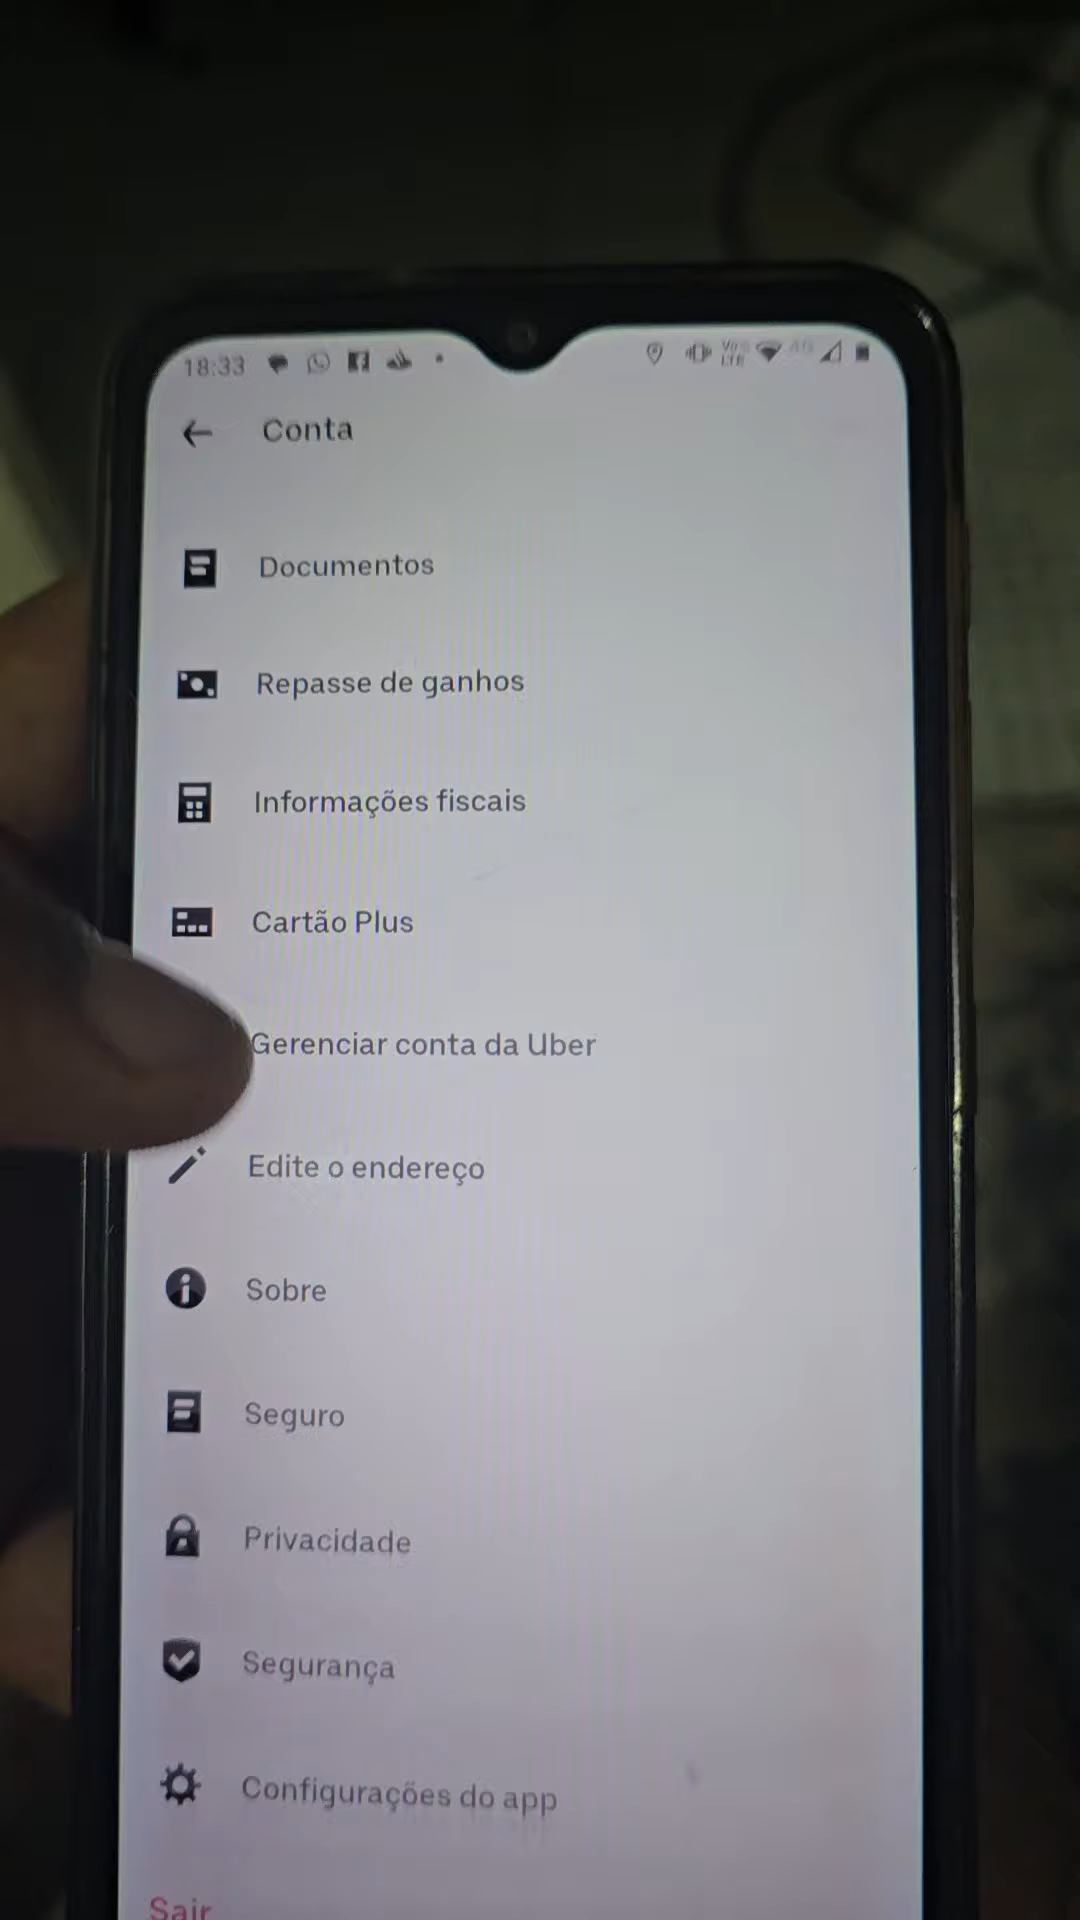 18:33
Conta
Documentos
Repasse de ganhos
Informações fiscais
Cartão Plus
Gerenciar conta da Uber
Edite o endereço
Sobre
Seguro
Privacidade
Segurança
Configurações do app
Sair